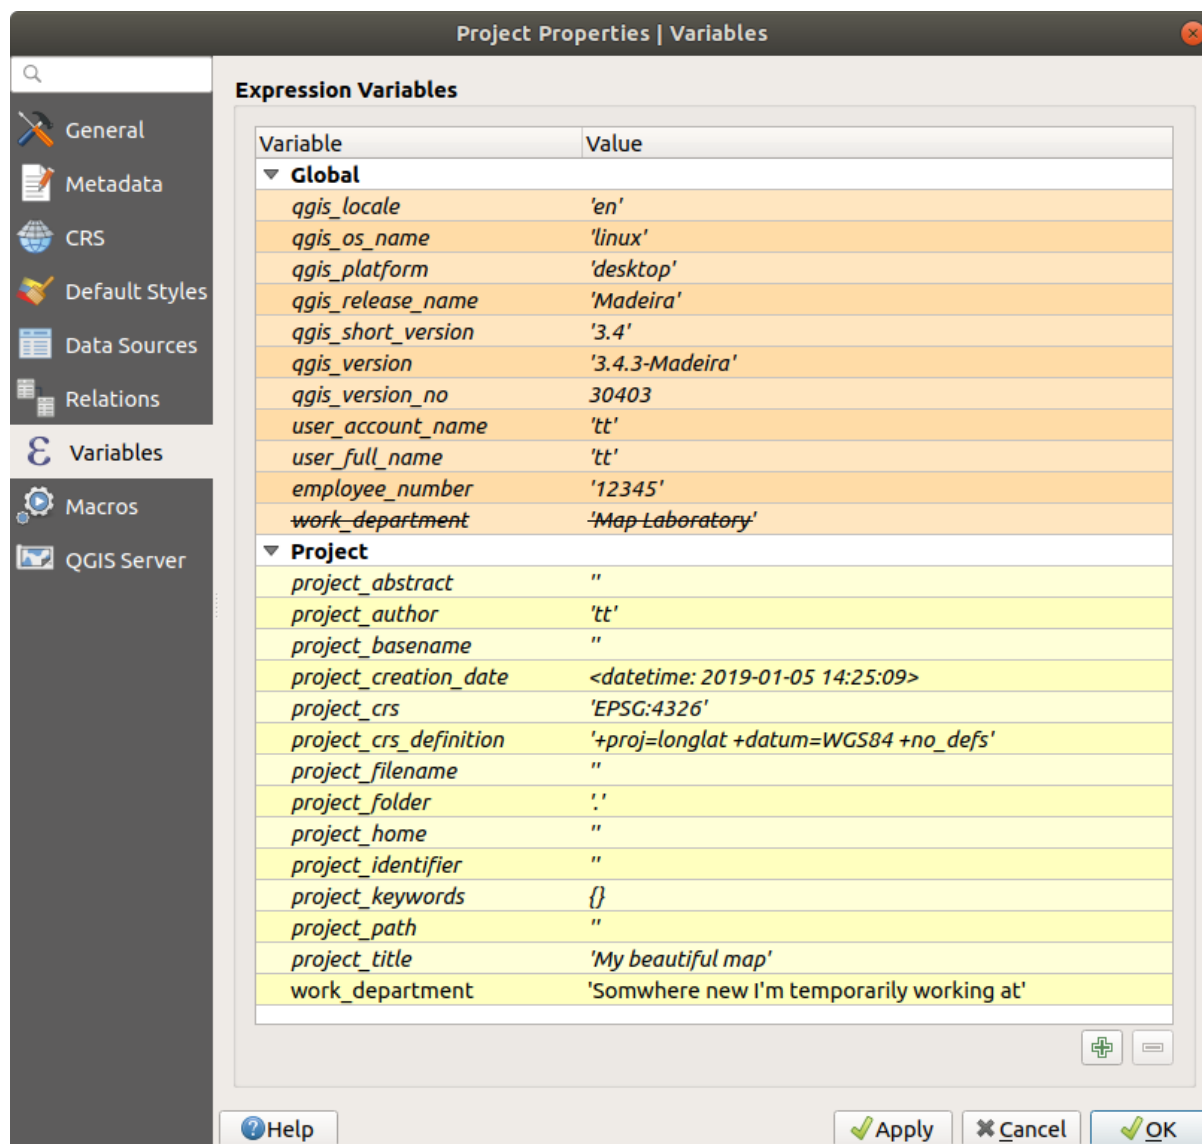 Project Properties | Variables
General
Metadata
CRS
Default Styles
Data Sources
Relations
Variables
Macros
QGIS Server
Expression Variables
Variable Value
Global
qgis_locale 'en'
qgis_os_name 'linux'
qgis_platform 'desktop'
qgis_release_name 'Madeira'
qgis_short_version '3.4'
qgis_version '3.4.3-Madeira'
qgis_version_no 30403
user_account_name 'tt'
user_full_name 'tt'
employee_number '12345'
work_department 'Map Laboratory'
Project
project_abstract ''
project_author 'tt'
project_basename ''
project_creation_date <datetime: 2019-01-05 14:25:09>
project_crs 'EPSG:4326'
project_crs_definition '+proj=longlat +datum=WGS84 +no_defs'
project_filename ''
project_folder '.'
project_home ''
project_identifier ''
project_keywords {}
project_path ''
project_title 'My beautiful map'
work_department 'Somwhere new I'm temporarily working at'
Help Apply Cancel OK